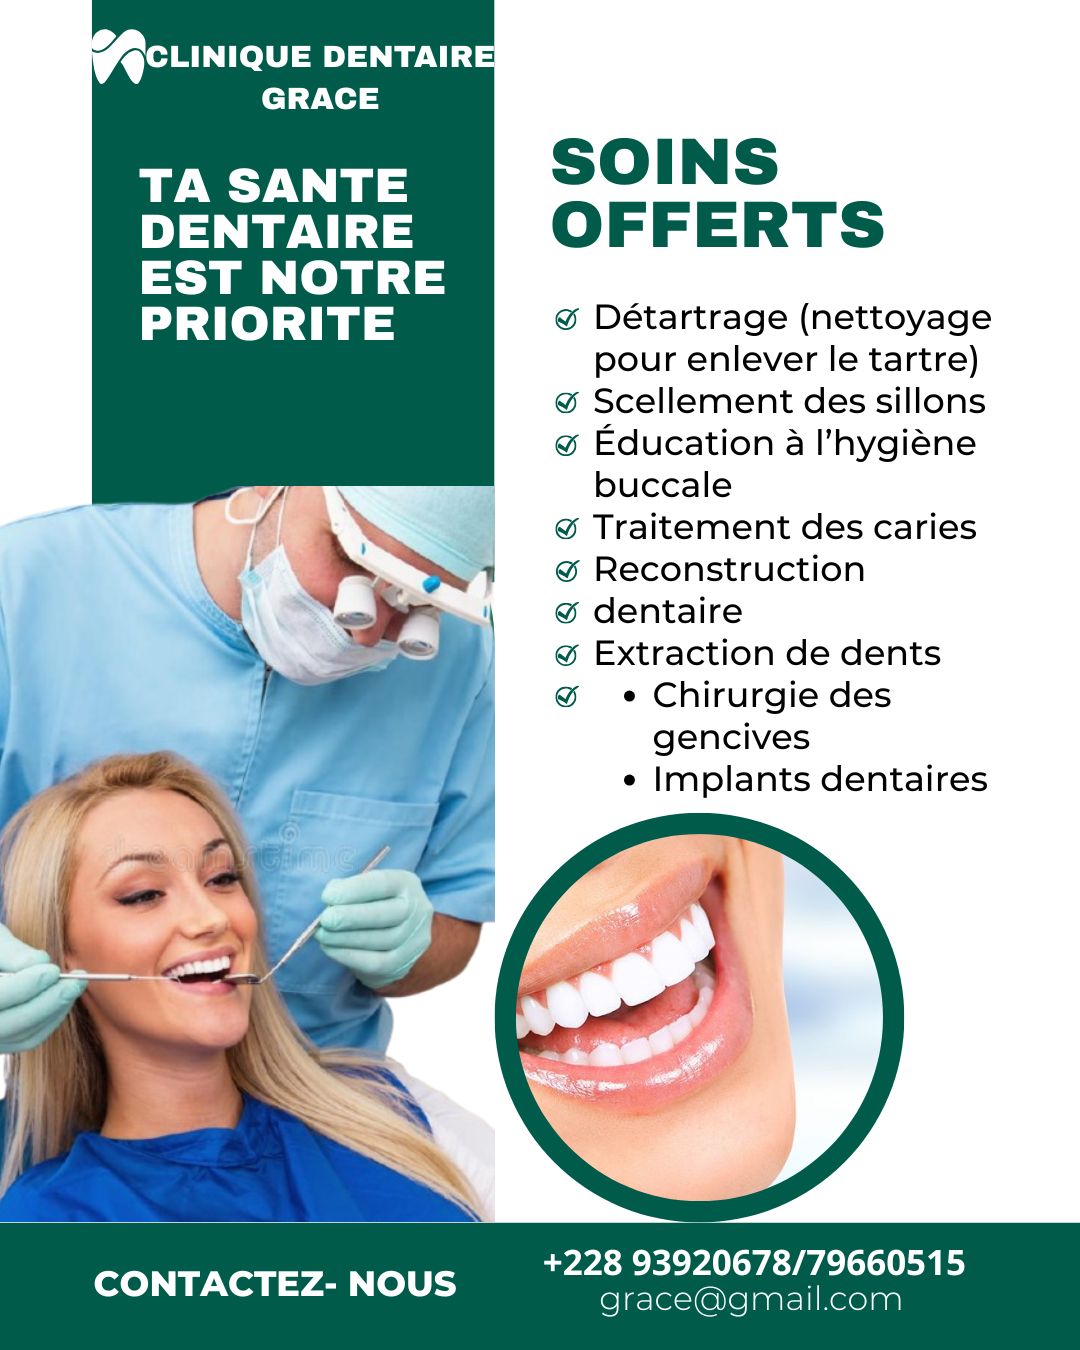 CLINIQUE DENTAIRE
GRACE
TA SANTE
DENTAIRE
EST NOTRE
PRIORITE
SOINS
OFFERTS
Détartrage (nettoyage
pour enlever le tartre)
Scellement des sillons
Éducation à l’hygiène
buccale
Traitement des caries
Reconstruction
dentaire
Extraction de dents
• Chirurgie des
gencives
• Implants dentaires
dreamstime
CONTACTEZ- NOUS
+228 93920678/79660515
grace@gmail.com